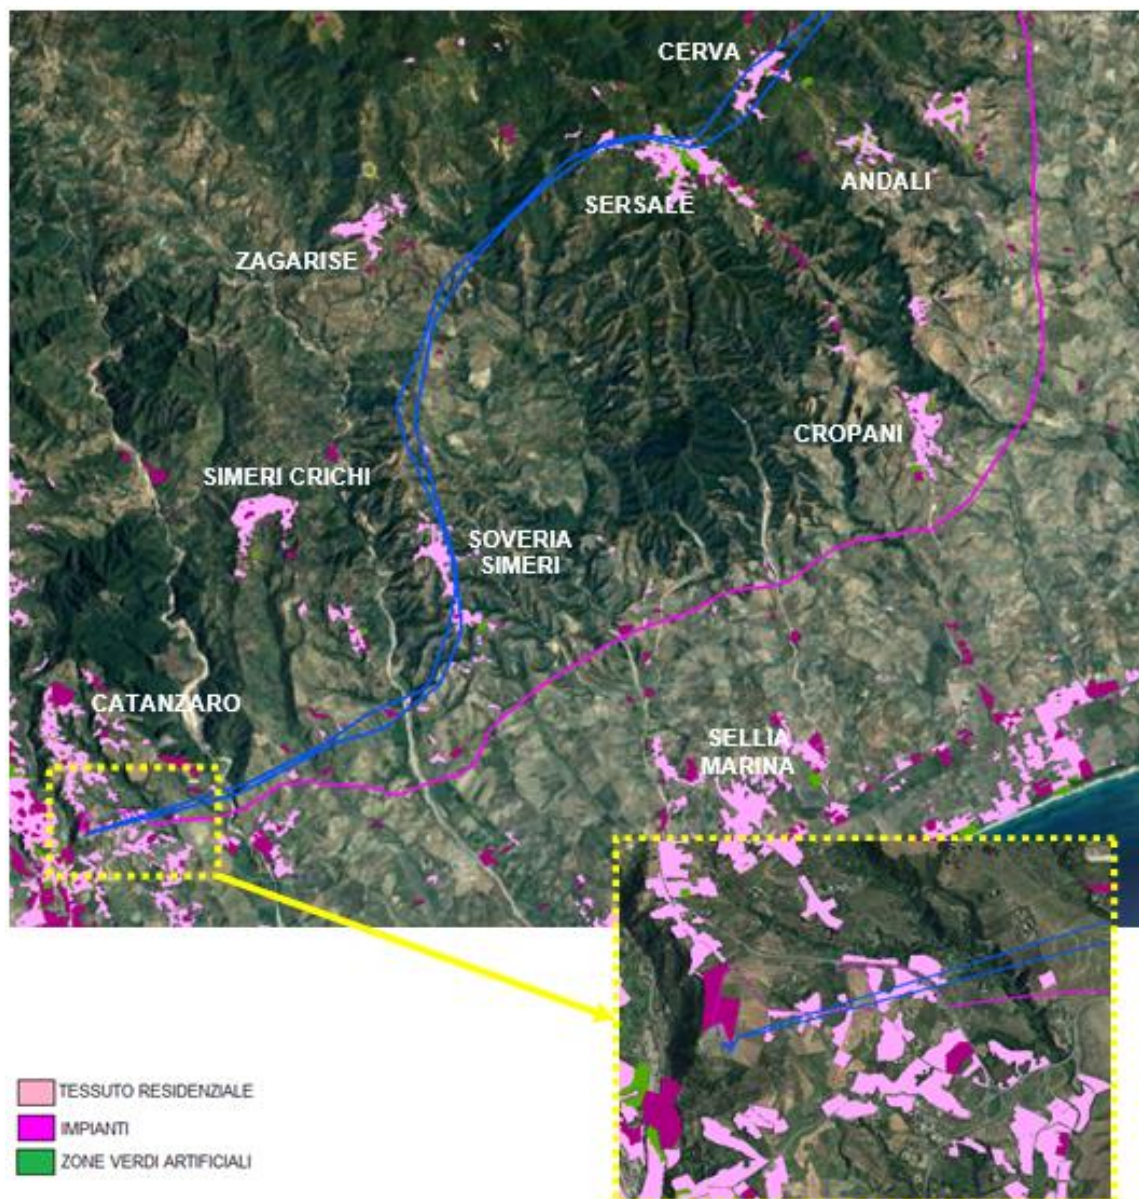 CERVA
ANDALI
SERSALE
ZAGARISE
CROPANI
SIMERI CRICHI
SOVERIA
SIMERI
CATANZARO
SELLIA
MARINA
TESSUTO RESIDENZIALE
IMPIANTI
ZONE VERDI ARTIFICIALI